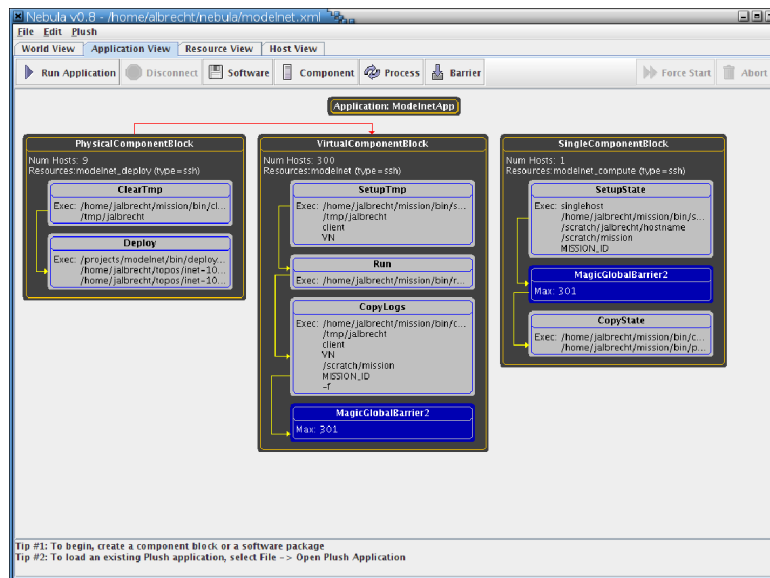 Nebula v0.8 - /home/albrecht/nebula/modelnet.xml
File Edit Plush
World View Application View Resource View Host View
Run Application Disconnect Software Component Process Barrier Force Start Abort
Application: ModelnetApp
PhysicalComponentBlock
Num Hosts: 9
Resources:modelnet_deploy (type=ssh)
ClearTmp
Exec: /home/jalbrecht/mission/bin/cl...
/tmp/jalbrecht
Deploy
Exec: /projects/modelnet/bin/deploy...
/home/jalbrecht/topos/inet-10...
/home/jalbrecht/topos/inet-10...
VirtualComponentBlock
Num Hosts: 300
Resources:modelnet (type=ssh)
SetupTmp
Exec: /home/jalbrecht/mission/bin/s...
/tmp/jalbrecht
client
VN
Run
Exec: /home/jalbrecht/mission/bin/r...
CopyLogs
Exec: /home/jalbrecht/mission/bin/c...
/tmp/jalbrecht
client
VN
/scratch/mission
MISSION_ID
-f
MagicGlobalBarrier2
Max: 301
SingleComponentBlock
Num Hosts: 1
Resources:modelnet_compute (type=ssh)
SetupState
Exec: singlehost
/home/jalbrecht/mission/bin/s...
/scratch/jalbrecht/hostname
/scratch/mission
MISSION_ID
MagicGlobalBarrier2
Max: 301
CopyState
Exec: /home/jalbrecht/mission/bin/c...
/home/jalbrecht/mission/bin/p...
Tip #1: To begin, create a component block or a software package
Tip #2: To load an existing Plush application, select File -> Open Plush Application